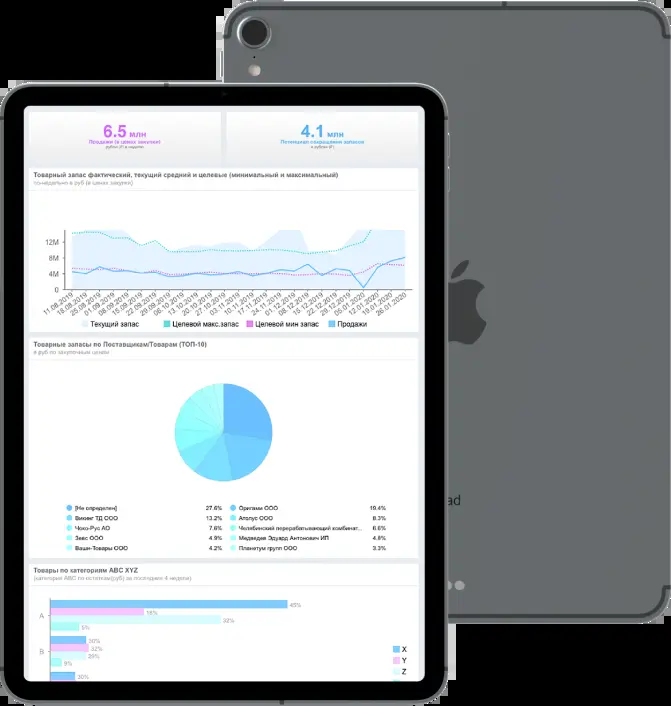 6.5 млн
Продажи (в ценах закупки)
рублях (₽) в неделю
4.1 млн
Потенциал сокращения запасов
в рублях (₽)
Товарный запас фактический, текущий средний и целевые (минимальный и максимальный)
понедельно в руб (в ценах закупки)
12M
8M
4M
0
11.08.2019
18.08.2019
25.08.2019
01.09.2019
08.09.2019
15.09.2019
22.09.2019
29.09.2019
06.10.2019
13.10.2019
20.10.2019
27.10.2019
03.11.2019
10.11.2019
17.11.2019
24.11.2019
01.12.2019
08.12.2019
15.12.2019
22.12.2019
29.12.2019
05.01.2020
12.01.2020
19.01.2020
26.01.2020
Текущий запас
Целевой макс.запас
Целевой мин запас
Продажи
Товарные запасы по Поставщикам/Товарам (ТОП-10)
в руб по закупочным ценам
[Не определен] 27.6%
Оригами ООО 19.4%
Викинг ТД ООО 13.2%
Атолус ООО 8.3%
Чоко-Рус АО 7.6%
Челябинский перерабатывающий комбинат... 6.6%
Зевс ООО 4.9%
Медведев Эдуард Антонович ИП 4.8%
Ваши-Товары ООО 4.2%
Планетум групп ООО 3.3%
Товары по категориям ABC XYZ
(категория ABC по остаткам(руб) за последние 4 недели)
A
45%
18%
32%
5%
B
30%
32%
9%
30%
X
Y
Z
ad